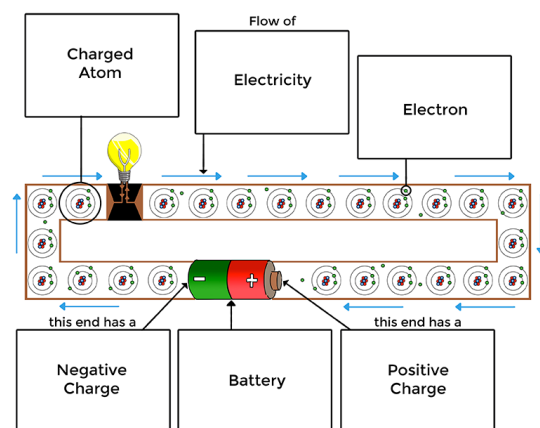 Flow of
Charged
Atom
Electricity
Electron
-
+
this end has a
this end has a
Negative
Charge
Battery
Positive
Charge